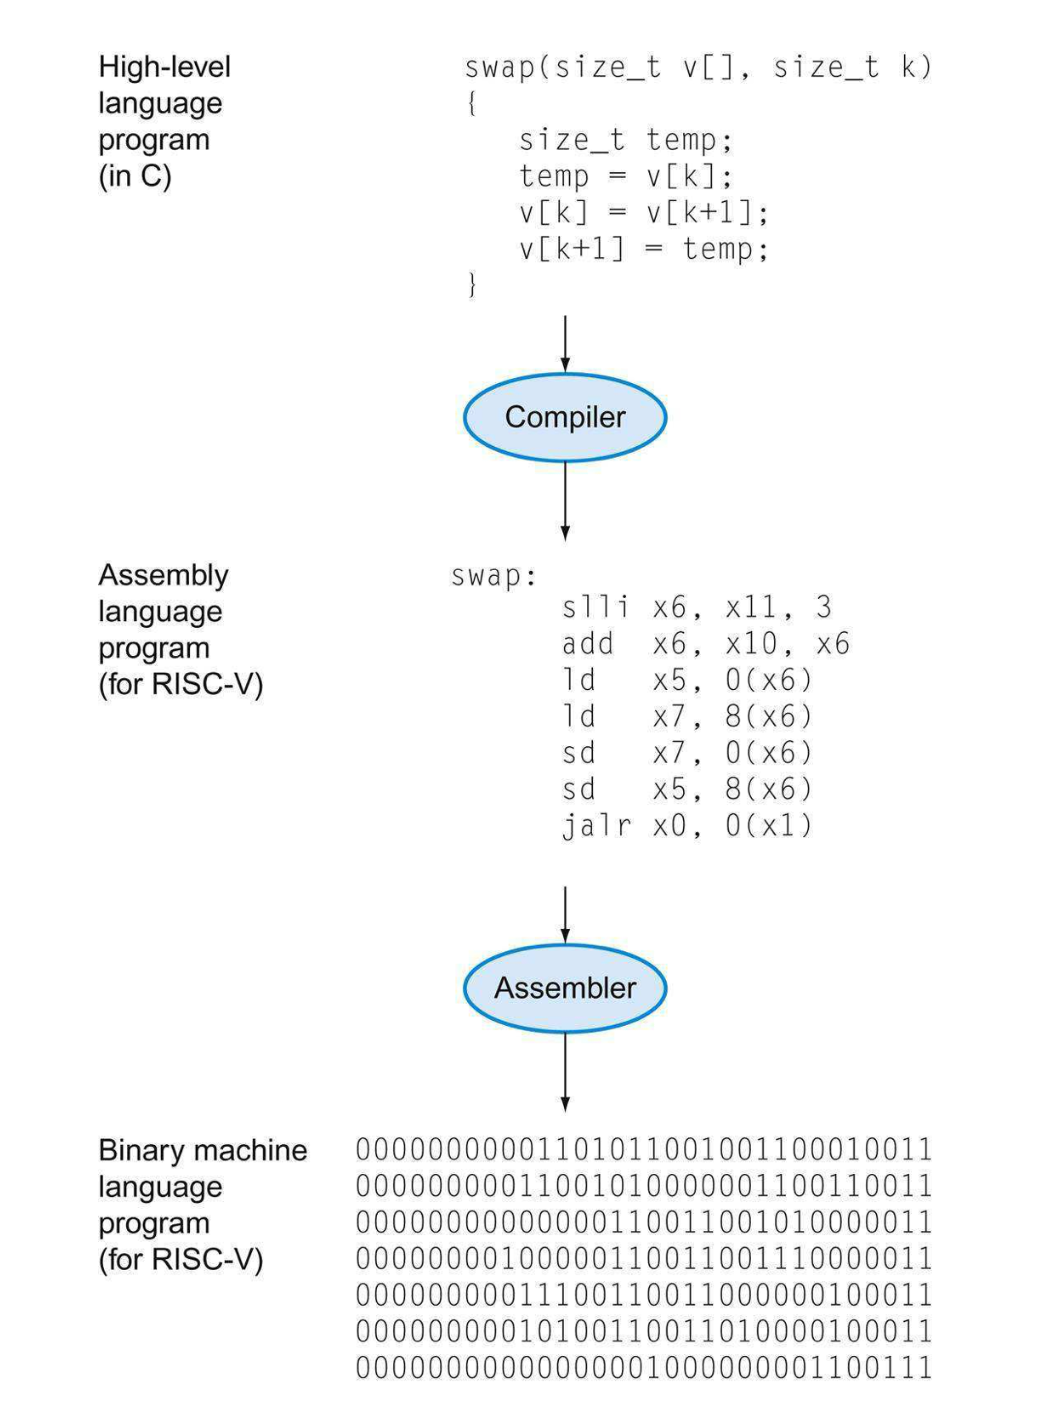 High-level
language
program
(in C)
swap(size_t v[], size_t k)
{
size_t temp;
temp = v[k];
v[k] = v[k+1];
v[k+1] = temp;
}
Compiler
Assembly
language
program
(for RISC-V)
swap:
slli x6, x11, 3
add x6, x10, x6
ld x5, 0(x6)
ld x7, 8(x6)
sd x7, 0(x6)
sd x5, 8(x6)
jalr x0, 0(x1)
Assembler
Binary machine
language
program
(for RISC-V)
00000000001101011001001100010011
00000000011001010000001100110011
00000000000000110011001010000011
00000000100000110011001110000011
00000000011100110011000000100011
00000000010100110011010000100011
00000000000000001000000001100111